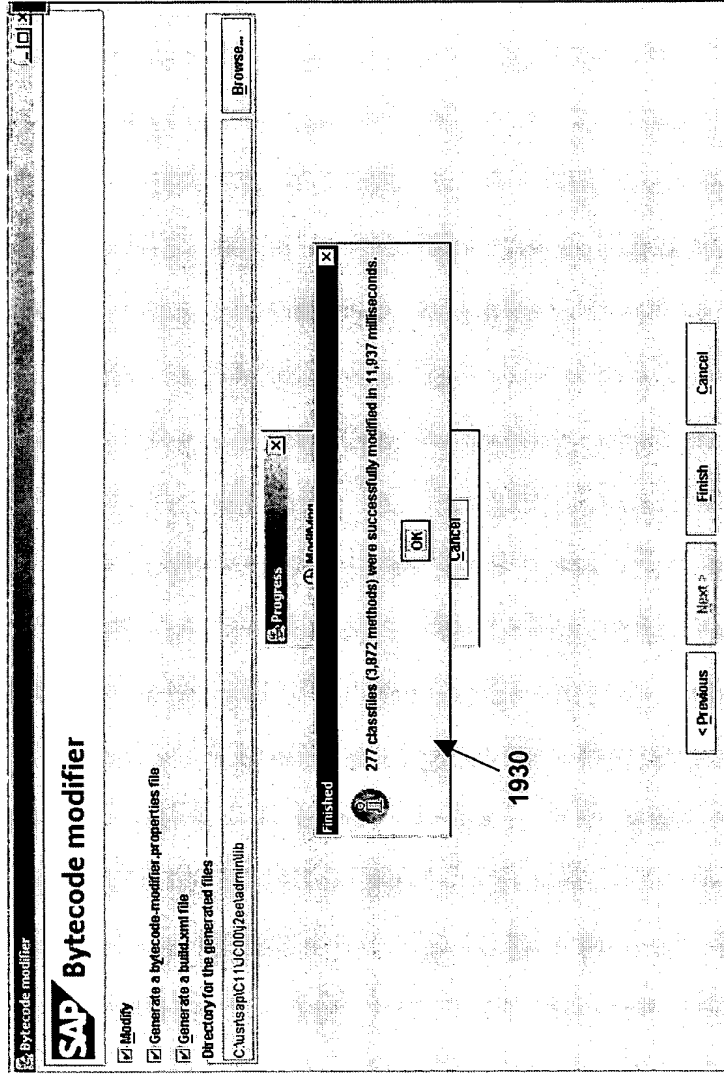 Bytecode modifier
SAP Bytecode modifier
Modify
Generate a bytecode-modifier.properties file
Generate a build.xml file
Directory for the generated files
C:\usr\sap\C11\JC00\j2ee\admin\lib
Browse...
Progress
Modifying
Finished
277 classfiles (3,872 methods) were successfully modified in 11,937 milliseconds.
OK
Cancel
1930
< Previous
Next >
Finish
Cancel